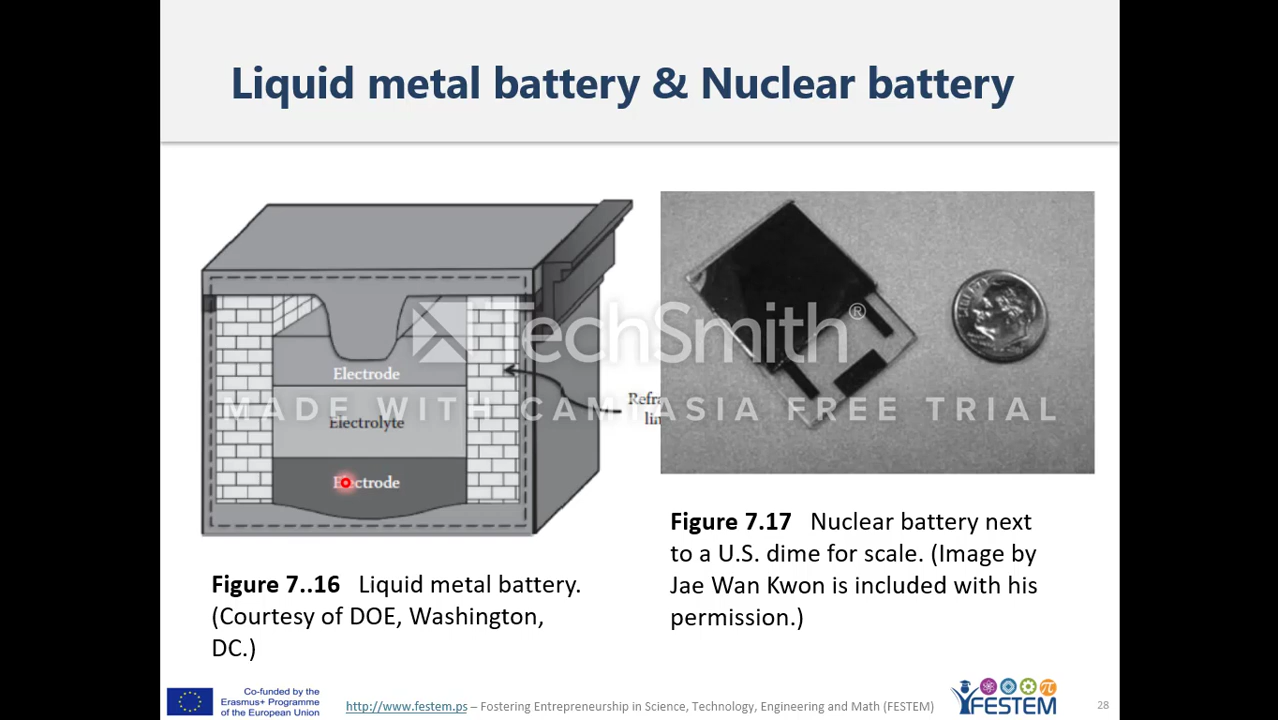 Liquid metal battery & Nuclear battery
Electrode
Electrolyte
Electrode
TechSmith®
MADE WITH CAMTASIA FREE TRIAL
Figure 7..16 Liquid metal battery.
(Courtesy of DOE, Washington,
DC.)
Figure 7.17 Nuclear battery next
to a U.S. dime for scale. (Image by
Jae Wan Kwon is included with his
permission.)
Co-funded by the
Erasmus+ Programme
of the European Union
http://www.festem.ps – Fostering Entrepreneurship in Science, Technology, Engineering and Math (FESTEM)
FESTEM
28